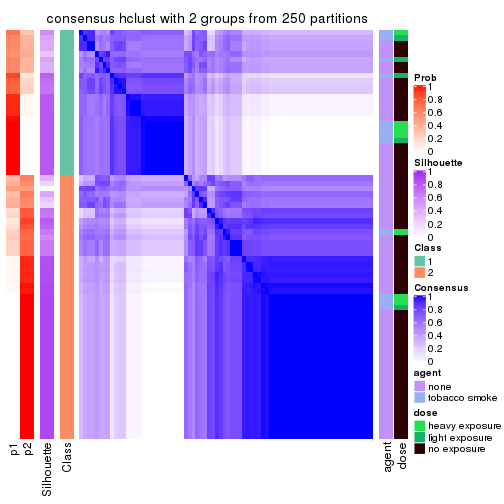 consensus hclust with 2 groups from 250 partitions
Prob
1
0.8
0.6
0.4
0.2
0
Silhouette
1
0.8
0.6
0.4
0.2
0
Class
1
2
Consensus
1
0.8
0.6
0.4
0.2
0
agent
none
tobacco smoke
dose
heavy exposure
light exposure
no exposure
p1
p2
Silhouette
Class
agent
dose